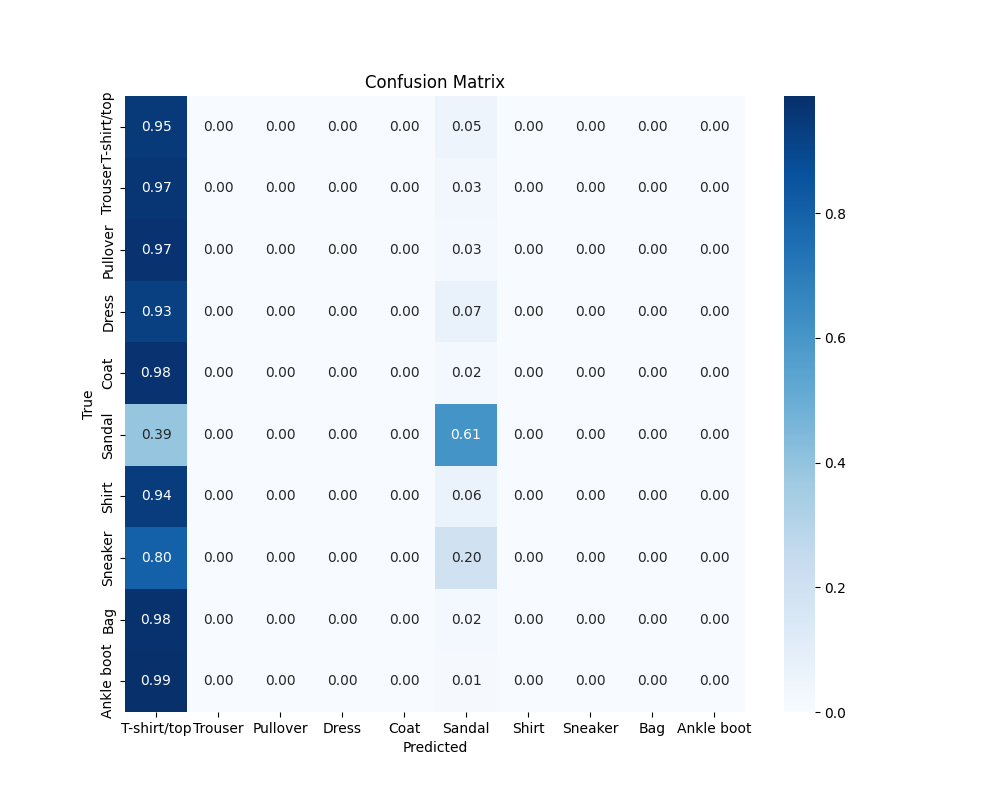 Confusion Matrix
T-shirt/top 0.95 0.00 0.00 0.00 0.00 0.05 0.00 0.00 0.00 0.00
Trouser 0.97 0.00 0.00 0.00 0.00 0.03 0.00 0.00 0.00 0.00
Pullover 0.97 0.00 0.00 0.00 0.00 0.03 0.00 0.00 0.00 0.00
Dress 0.93 0.00 0.00 0.00 0.00 0.07 0.00 0.00 0.00 0.00
Coat 0.98 0.00 0.00 0.00 0.00 0.02 0.00 0.00 0.00 0.00
Sandal 0.39 0.00 0.00 0.00 0.00 0.61 0.00 0.00 0.00 0.00
Shirt 0.94 0.00 0.00 0.00 0.00 0.06 0.00 0.00 0.00 0.00
Sneaker 0.80 0.00 0.00 0.00 0.00 0.20 0.00 0.00 0.00 0.00
Bag 0.98 0.00 0.00 0.00 0.00 0.02 0.00 0.00 0.00 0.00
Ankle boot 0.99 0.00 0.00 0.00 0.00 0.01 0.00 0.00 0.00 0.00
True
T-shirt/top Trouser Pullover Dress Coat Sandal Shirt Sneaker Bag Ankle boot
Predicted
0.8
0.6
0.4
0.2
0.0